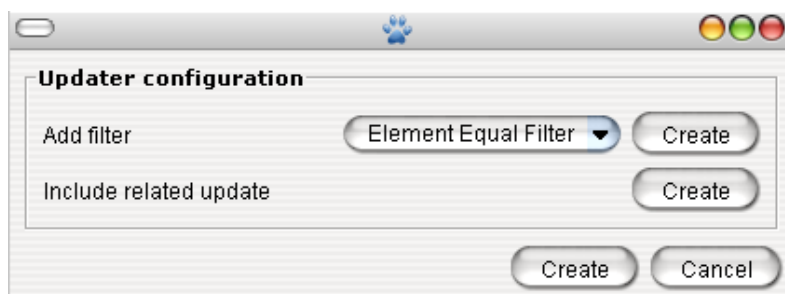 Updater configuration
Add filter Element Equal Filter Create
Include related update Create
Create Cancel